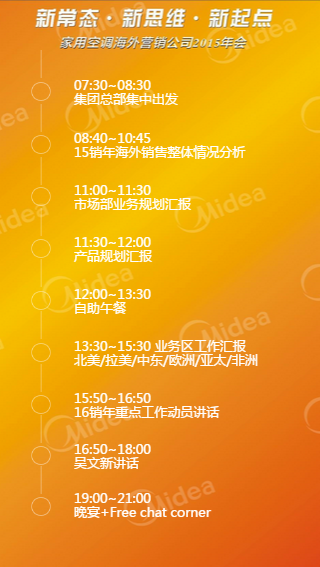 新常态·新思维·新起点
家用空调海外营销公司2015年会
07:30~08:30
集团总部集中出发
08:40~10:45
15销年海外销售整体情况分析
11:00~11:30
市场部业务规划汇报
11:30~12:00
产品规划汇报
12:00~13:30
自助午餐
13:30~15:30 业务区工作汇报
北美/拉美/中东/欧洲/亚太/非洲
15:50~16:50
16销年重点工作动员讲话
16:50~18:00
吴文新讲话
19:00~21:00
晚宴+Free chat corner
Midea
Midea
Midea
Midea
Midea
Midea
Midea